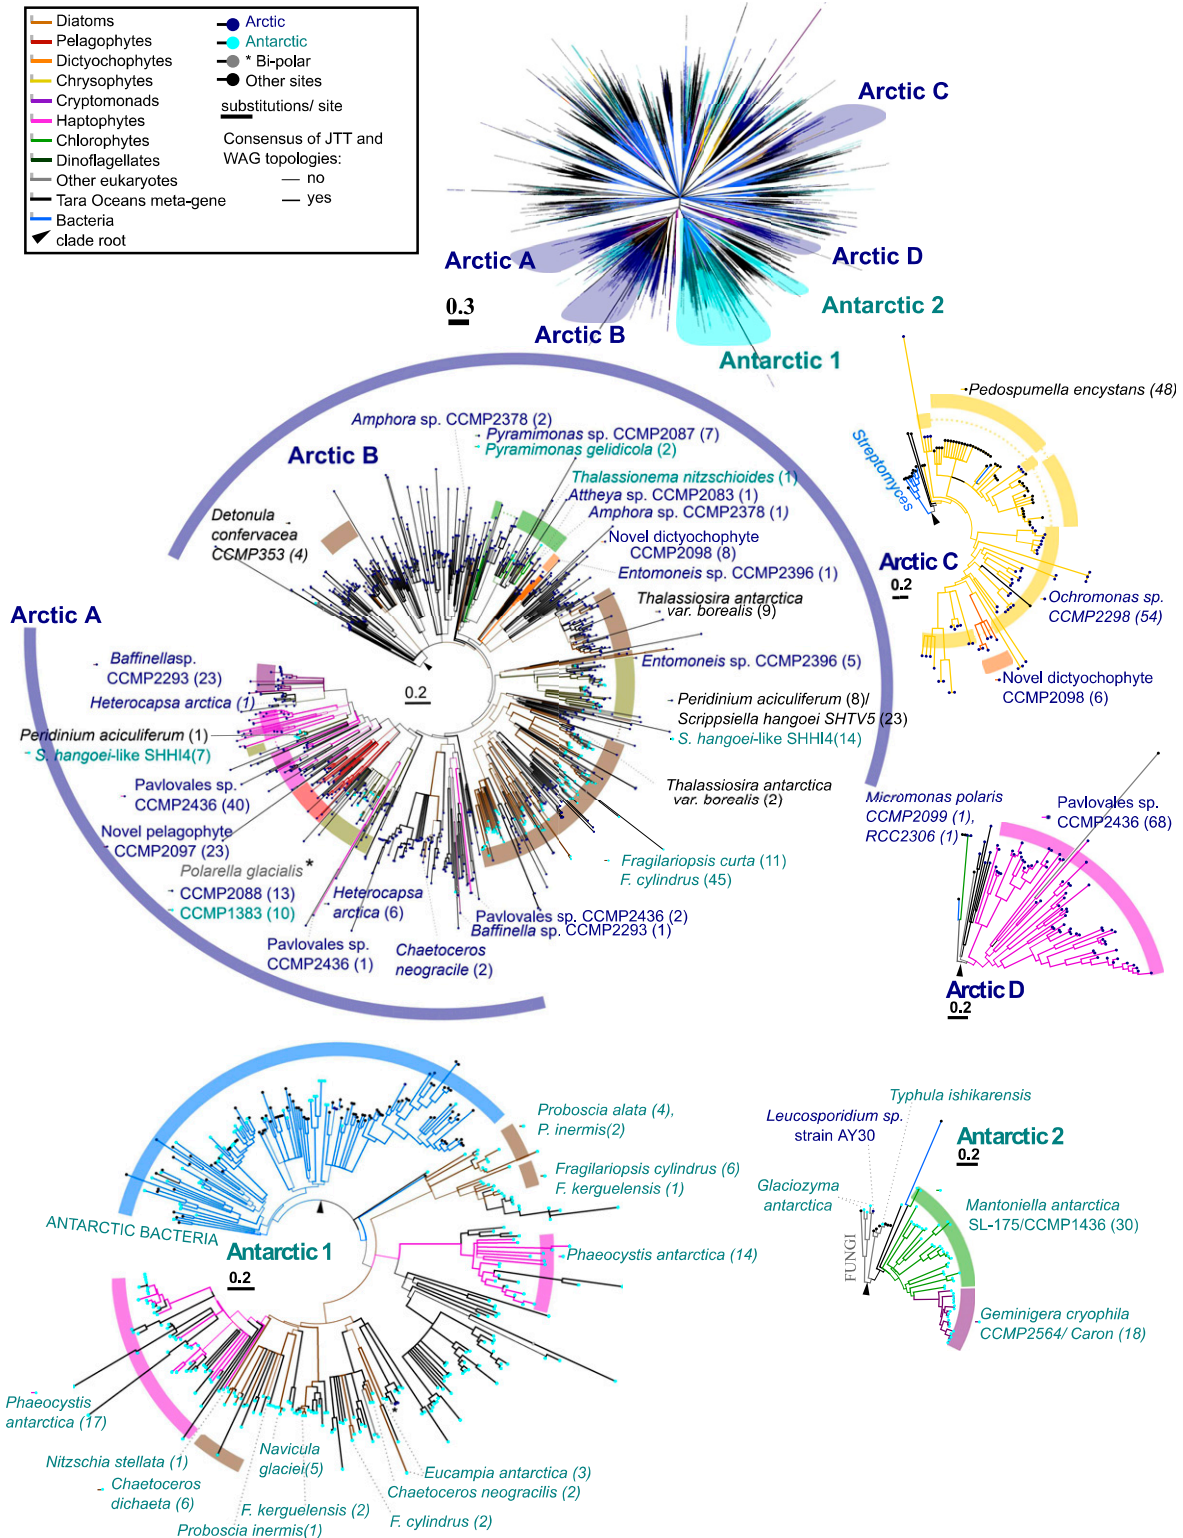 Diatoms
Pelagophytes
Dictyochophytes
Chrysophytes
Cryptomonads
Haptophytes
Chlorophytes
Dinoflagellates
Other eukaryotes
Tara Oceans meta-gene
Bacteria
clade root
Arctic
Antarctic
* Bi-polar
Other sites
substitutions/ site
Consensus of JTT and
WAG topologies:
no
yes
Arctic C
Arctic A
Arctic D
0.3
Antarctic 2
Arctic B
Antarctic 1
Amphora sp. CCMP2378 (2)
Pyramimonas sp. CCMP2087 (7)
Pyramimonas gelidicola (2)
Arctic B
Thalassionema nitzschioides (1)
Attheya sp. CCMP2083 (1)
Amphora sp. CCMP2378 (1)
Detonula
confervacea
CCMP353 (4)
Novel dictyochophyte
CCMP2098 (8)
Entomoneis sp. CCMP2396 (1)
Thalassiosira antarctica
var. borealis (9)
Arctic A
Baffinellasp.
CCMP2293 (23)
Entomoneis sp. CCMP2396 (5)
0.2
Heterocapsa arctica (1)
Peridinium aciculiferum (8)/
Scrippsiella hangoei SHTV5 (23)
Peridinium aciculiferum (1)
S. hangoei-like SHHI4(7)
S. hangoei-like SHHI4(14)
Pavlovales sp.
CCMP2436 (40)
Thalassiosira antarctica
var. borealis (2)
Novel pelagophyte
CCMP2097 (23)
Polarella glacialis*
CCMP2088 (13)
CCMP1383 (10)
Fragilariopsis curta (11)
F. cylindrus (45)
Heterocapsa
arctica (6)
Pavlovales sp. CCMP2436 (2)
Baffinella sp. CCMP2293 (1)
Pavlovales sp.
CCMP2436 (1)
Chaetoceros
neogracile (2)
Pedospumella encystans (48)
Streptomyces
Arctic C
0.2
Ochromonas sp.
CCMP2298 (54)
Novel dictyochophyte
CCMP2098 (6)
Micromonas polaris
CCMP2099 (1),
RCC2306 (1)
Pavlovales sp.
CCMP2436 (68)
Arctic D
0.2
Proboscia alata (4),
P. inermis(2)
Fragilariopsis cylindrus (6)
F. kerguelensis (1)
ANTARCTIC BACTERIA
Antarctic 1
0.2
Phaeocystis antarctica (14)
Phaeocystis
antarctica (17)
Nitzschia stellata (1)
Chaetoceros
dichaeta (6)
Navicula
glaciei(5)
Eucampia antarctica (3)
Chaetoceros neogracilis (2)
F. kerguelensis (2)
Proboscia inermis(1)
F. cylindrus (2)
Typhula ishikarensis
Leucosporidium sp.
strain AY30
Antarctic 2
0.2
Glaciozyma
antarctica
Mantoniella antarctica
SL-175/CCMP1436 (30)
FUNGI
Geminigera cryophila
CCMP2564/ Caron (18)